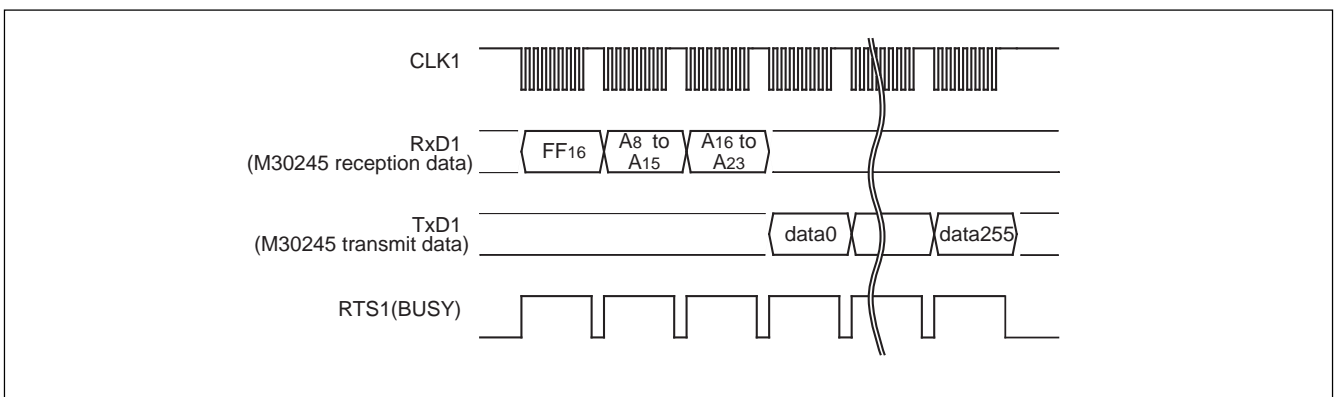 CLK1
RxD1
(M30245 reception data)
FF16
A8 to
A15
A16 to
A23
TxD1
(M30245 transmit data)
data0
data255
RTS1(BUSY)